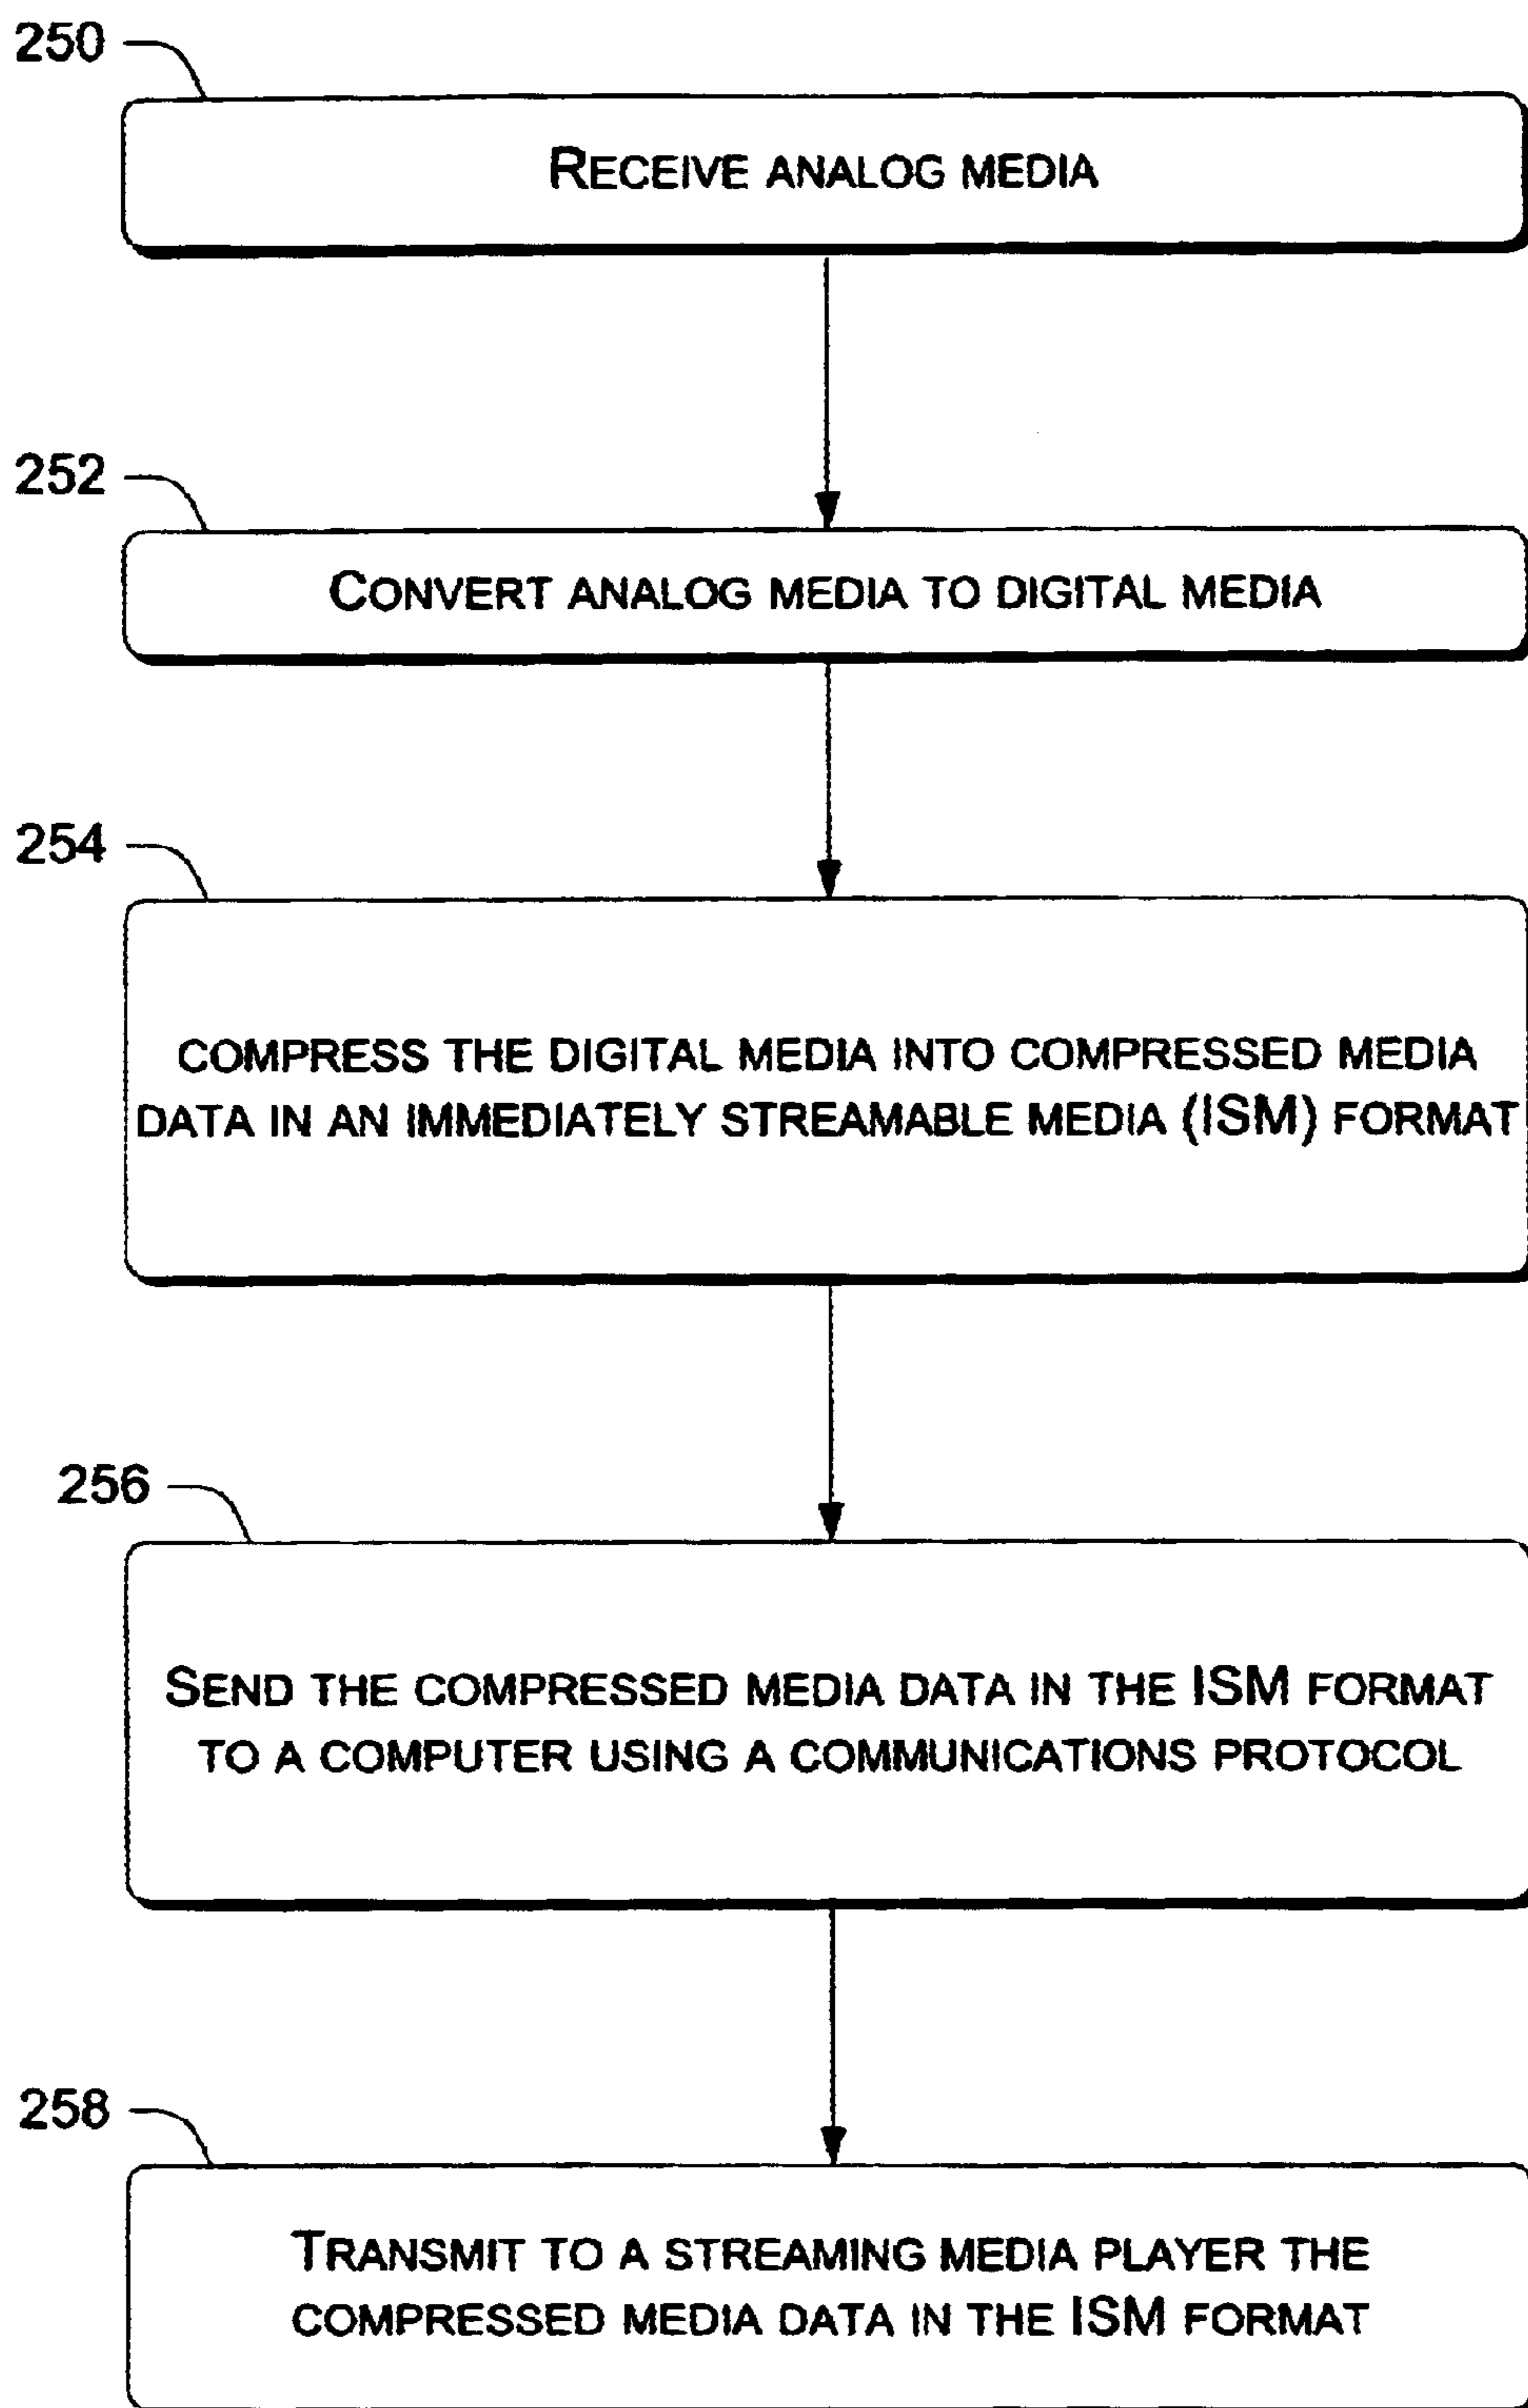 250
RECEIVE ANALOG MEDIA
252
CONVERT ANALOG MEDIA TO DIGITAL MEDIA
254
COMPRESS THE DIGITAL MEDIA INTO COMPRESSED MEDIA
DATA IN AN IMMEDIATELY STREAMABLE MEDIA (ISM) FORMAT
256
SEND THE COMPRESSED MEDIA DATA IN THE ISM FORMAT
TO A COMPUTER USING A COMMUNICATIONS PROTOCOL
258
TRANSMIT TO A STREAMING MEDIA PLAYER THE
COMPRESSED MEDIA DATA IN THE ISM FORMAT